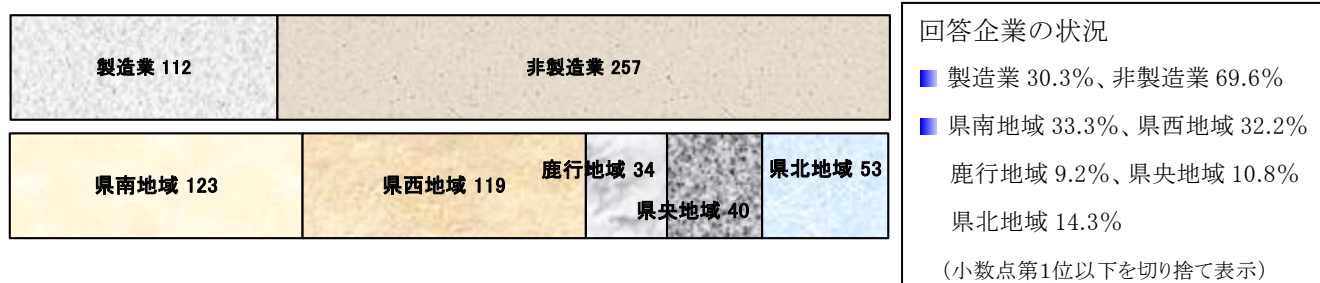 製造業 112
非製造業 257
県南地域 123
県西地域 119
鹿行地域 34
県央地域 40
県北地域 53
回答企業の状況
製造業 30.3%、非製造業 69.6%
県南地域 33.3%、県西地域 32.2%
鹿行地域 9.2%、県央地域 10.8%
県北地域 14.3%
（小数点第1位以下を切り捨て表示）